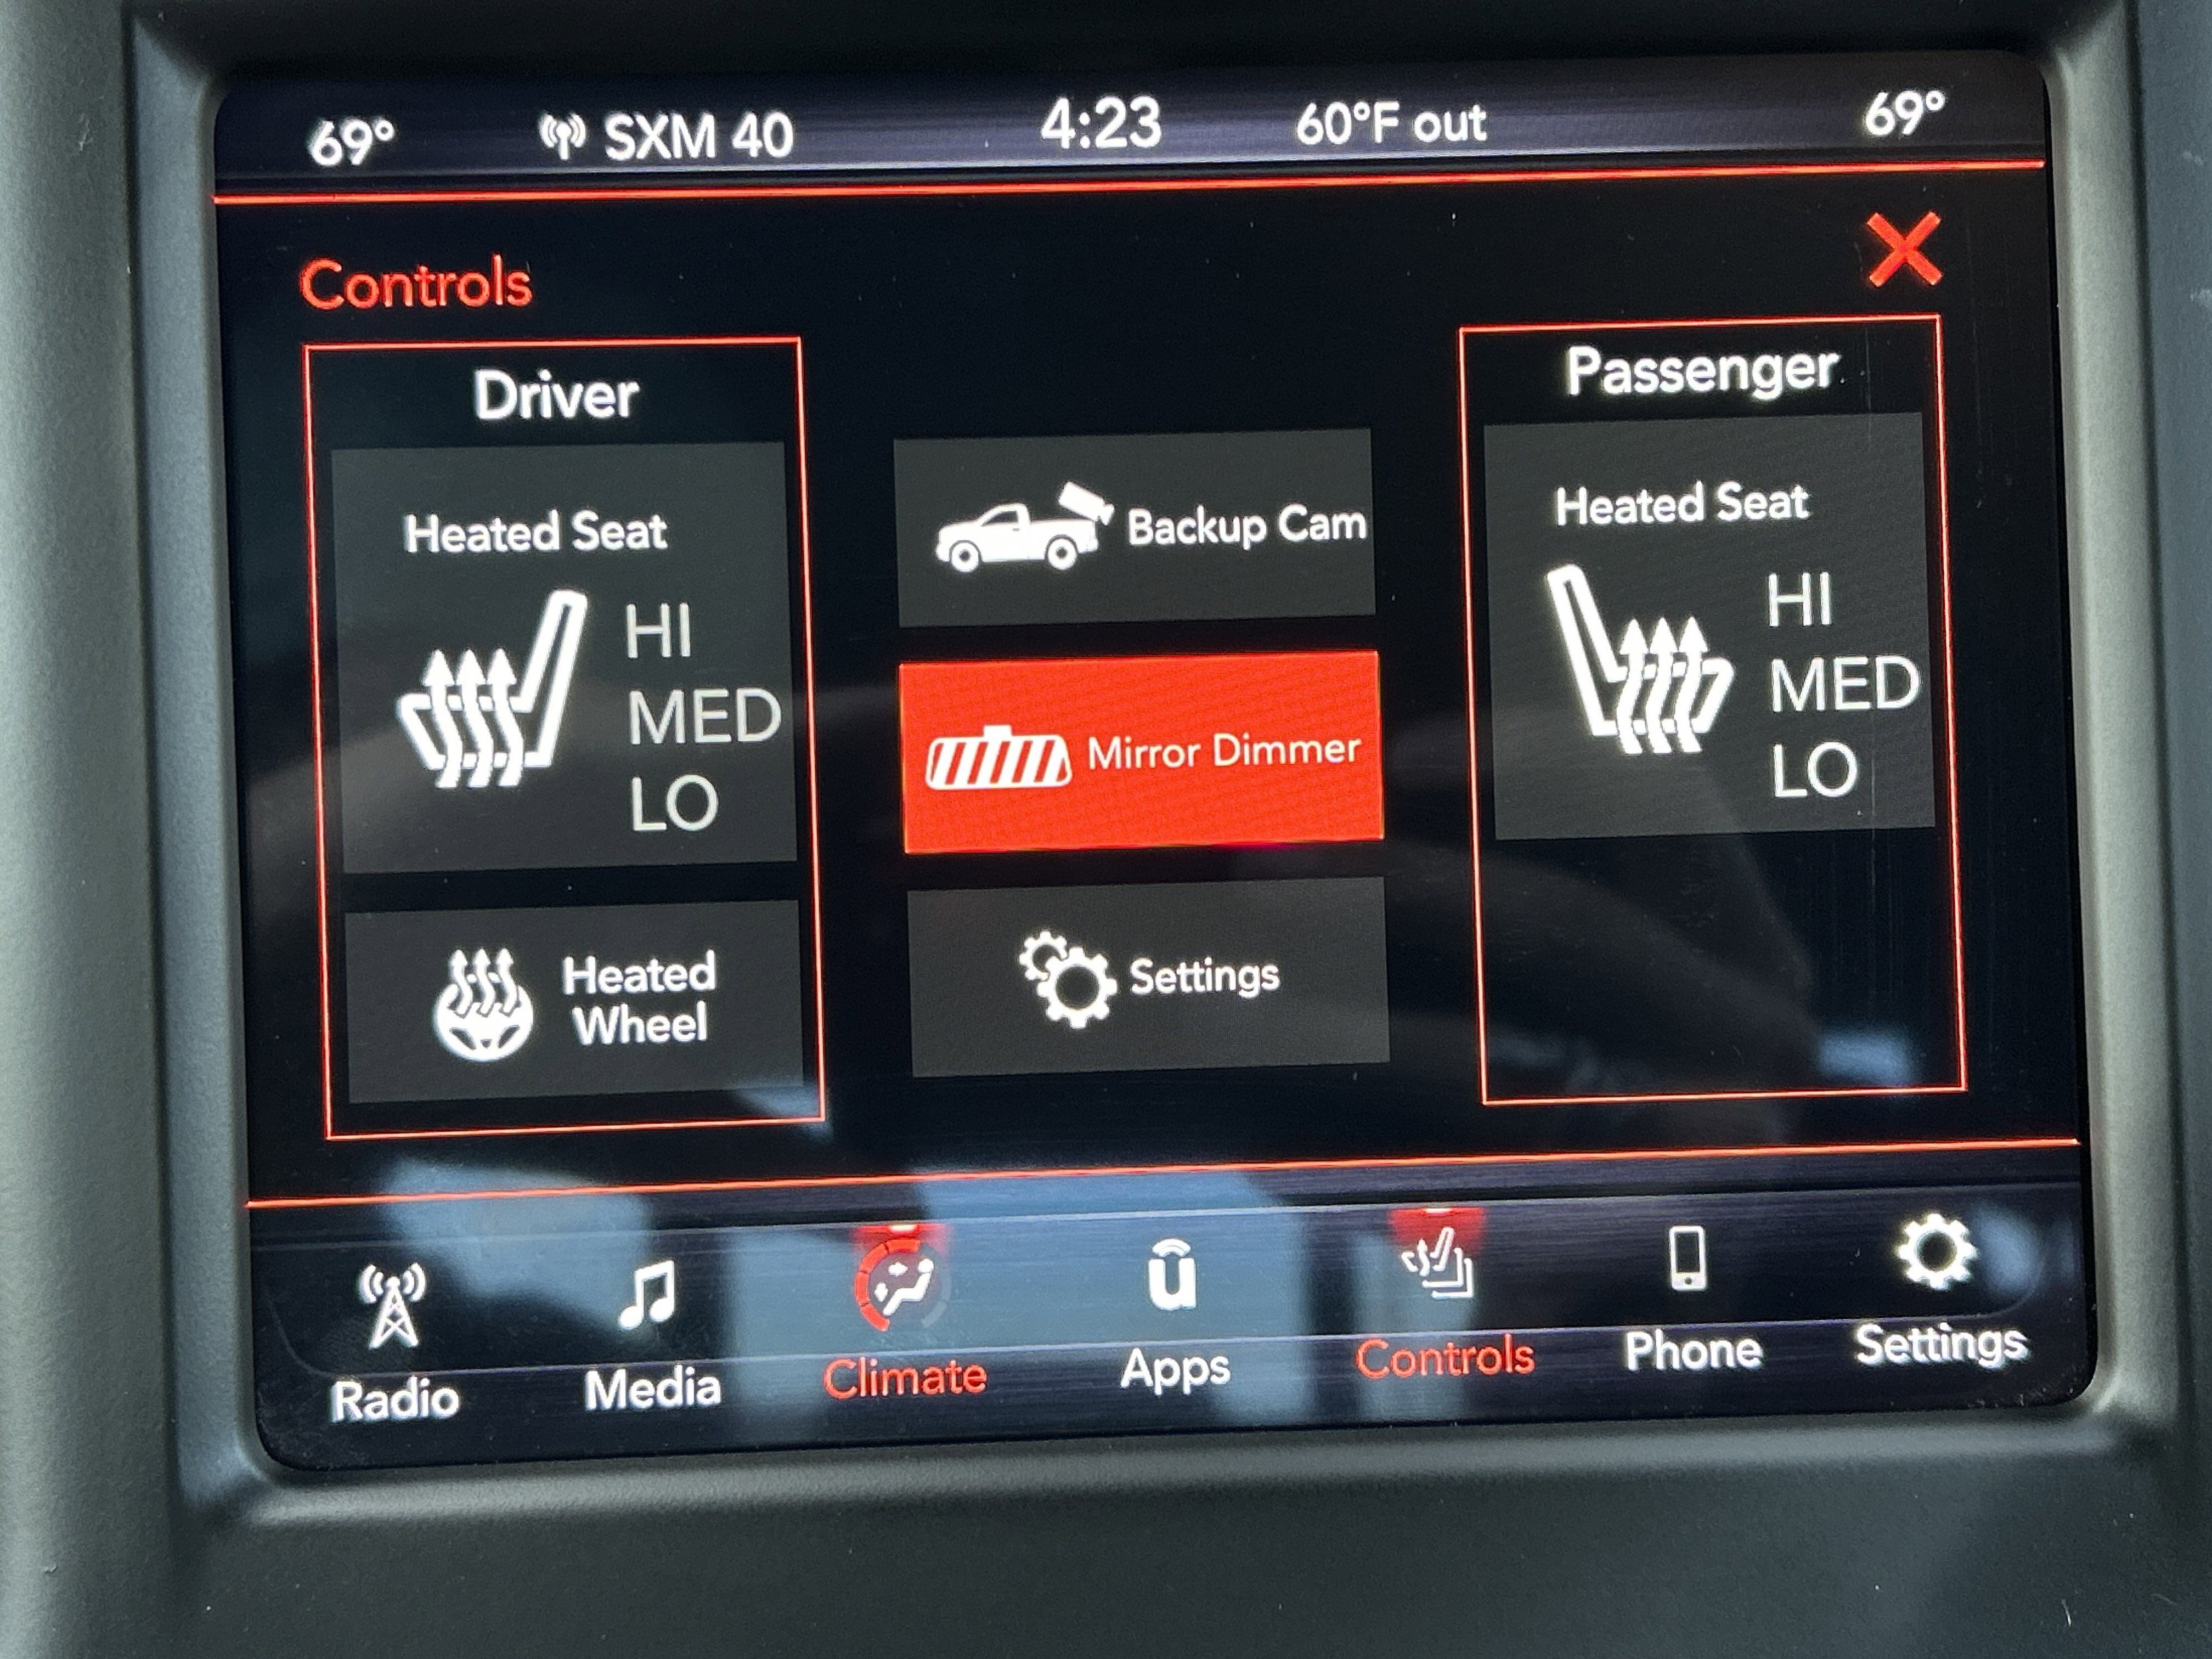 69° SXM 40 4:23 60°F out 69°
Controls
Driver
Heated Seat
HI
MED
LO
Heated
Wheel
Backup Cam
Mirror Dimmer
Settings
Passenger
Heated Seat
HI
MED
LO
Radio Media Climate Apps Controls Phone Settings